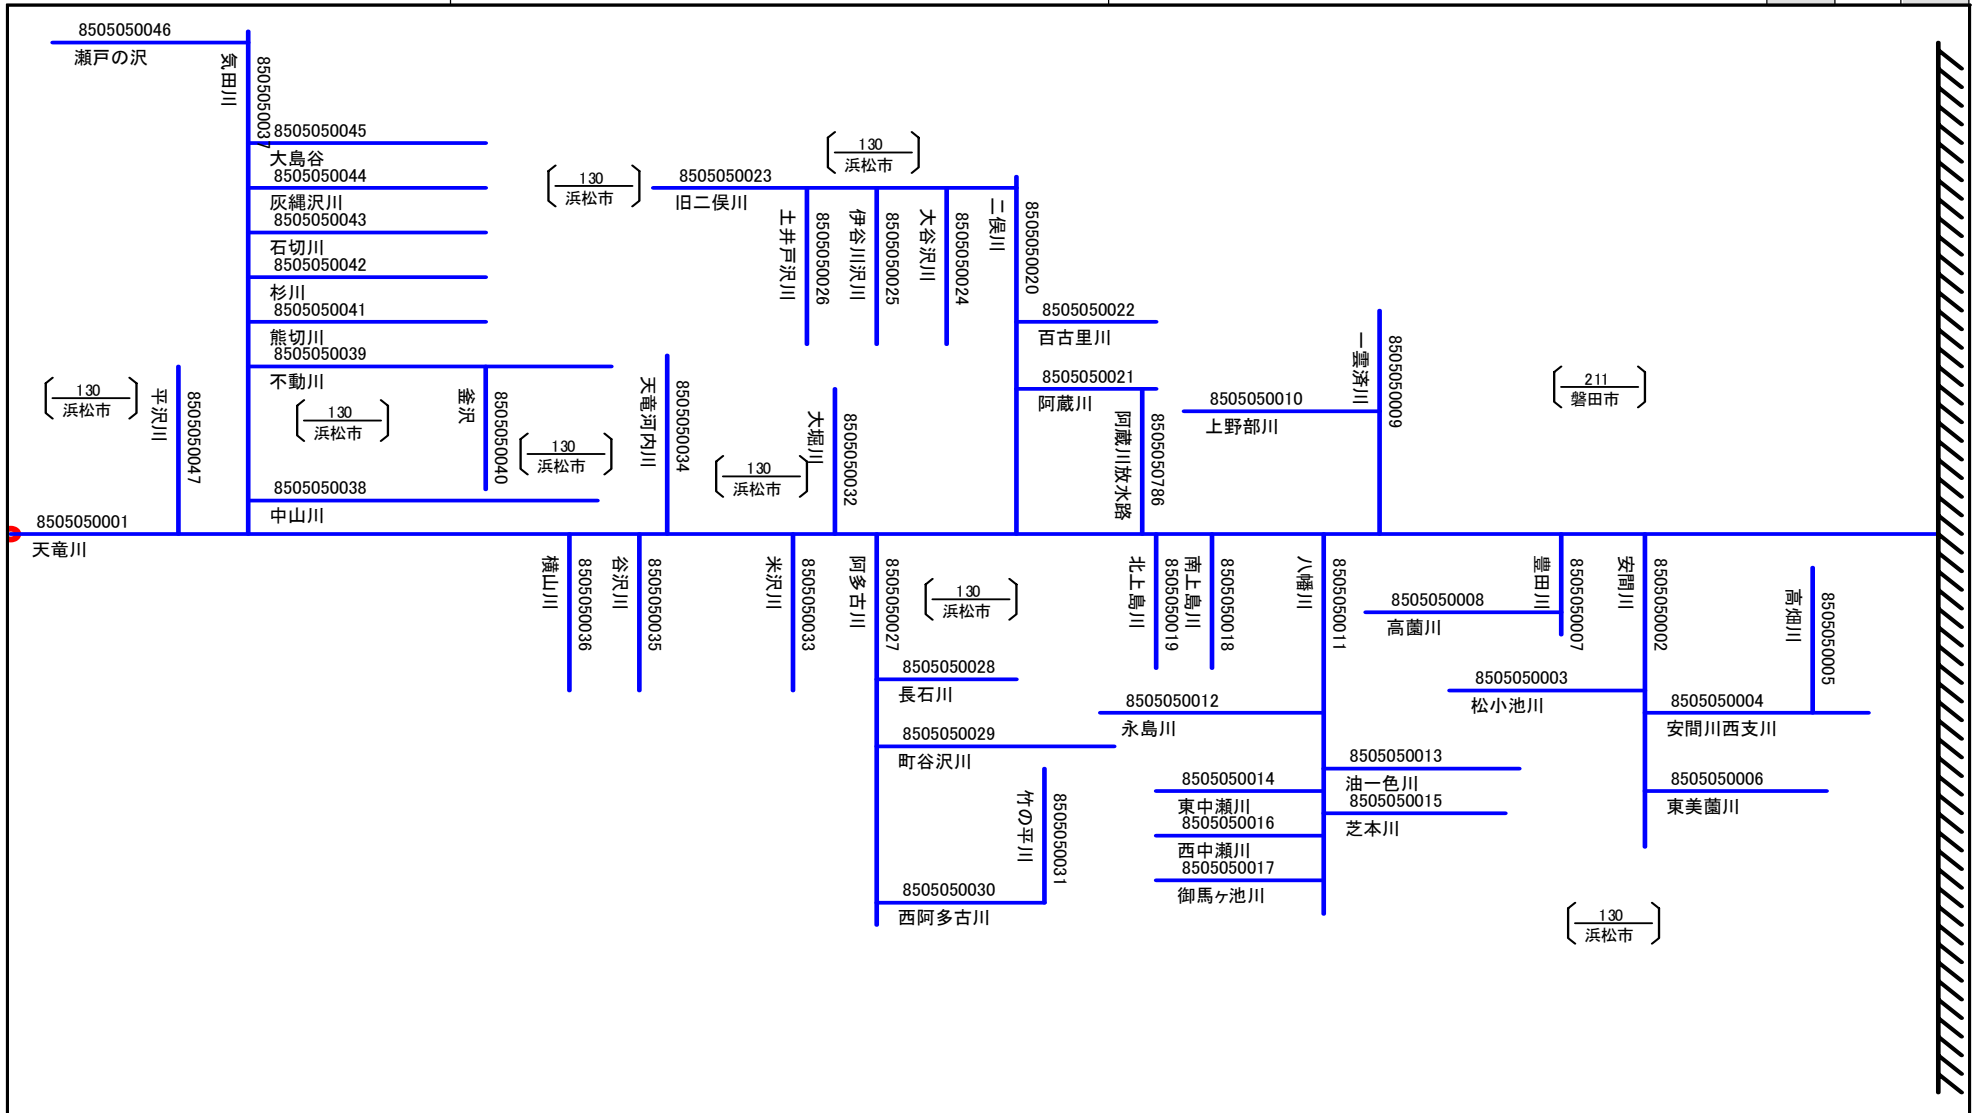 8505050046
瀬戸の沢
気田川
8505050037
8505050045
大島谷
8505050044
灰縄沢川
8505050043
石切川
8505050042
杉川
8505050041
熊切川
8505050039
不動川
釜沢
8505050040
8505050038
中山川
130
浜松市
平沢川
8505050047
130
浜松市
130
浜松市
8505050001
天竜川
130
浜松市
8505050023
旧二俣川
130
浜松市
土井戸沢川
8505050026
伊谷川沢川
8505050025
大谷沢川
8505050024
二俣川
8505050020
8505050022
百古里川
8505050021
阿蔵川
阿蔵川放水路
8505050786
天竜河内川
8505050034
130
浜松市
大堀川
8505050032
8505050010
上野部川
一雲済川
8505050009
211
磐田市
横山川
8505050036
谷沢川
8505050035
米沢川
8505050033
阿多古川
8505050027
130
浜松市
8505050028
長石川
8505050029
町谷沢川
竹の平川
8505050031
8505050030
西阿多古川
北上島川
8505050019
南上島川
8505050018
八幡川
8505050011
8505050012
永島川
8505050013
油一色川
8505050014
東中瀬川
8505050015
芝本川
8505050016
西中瀬川
8505050017
御馬ヶ池川
豊田川
8505050007
8505050008
高薗川
安間川
8505050002
8505050003
松小池川
8505050004
安間川西支川
高畑川
8505050005
8505050006
東美薗川
130
浜松市